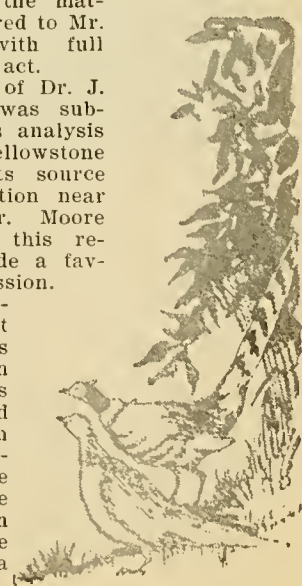 the mat-
red to Mr.
with full
act.
of Dr. J.
was sub-
s analysis
ellowstone
ts source
tion near
r. Moore
this re-
de a fav-
ssion.
-
t
s
n
s
d
n
-
e
e
n
e
a